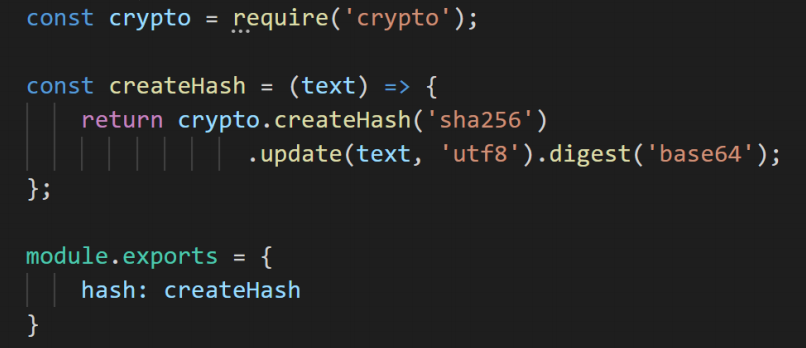 const crypto = require('crypto');
const createHash = (text) => {
return crypto.createHash('sha256')
.update(text, 'utf8').digest('base64');
};
module.exports = {
hash: createHash
}